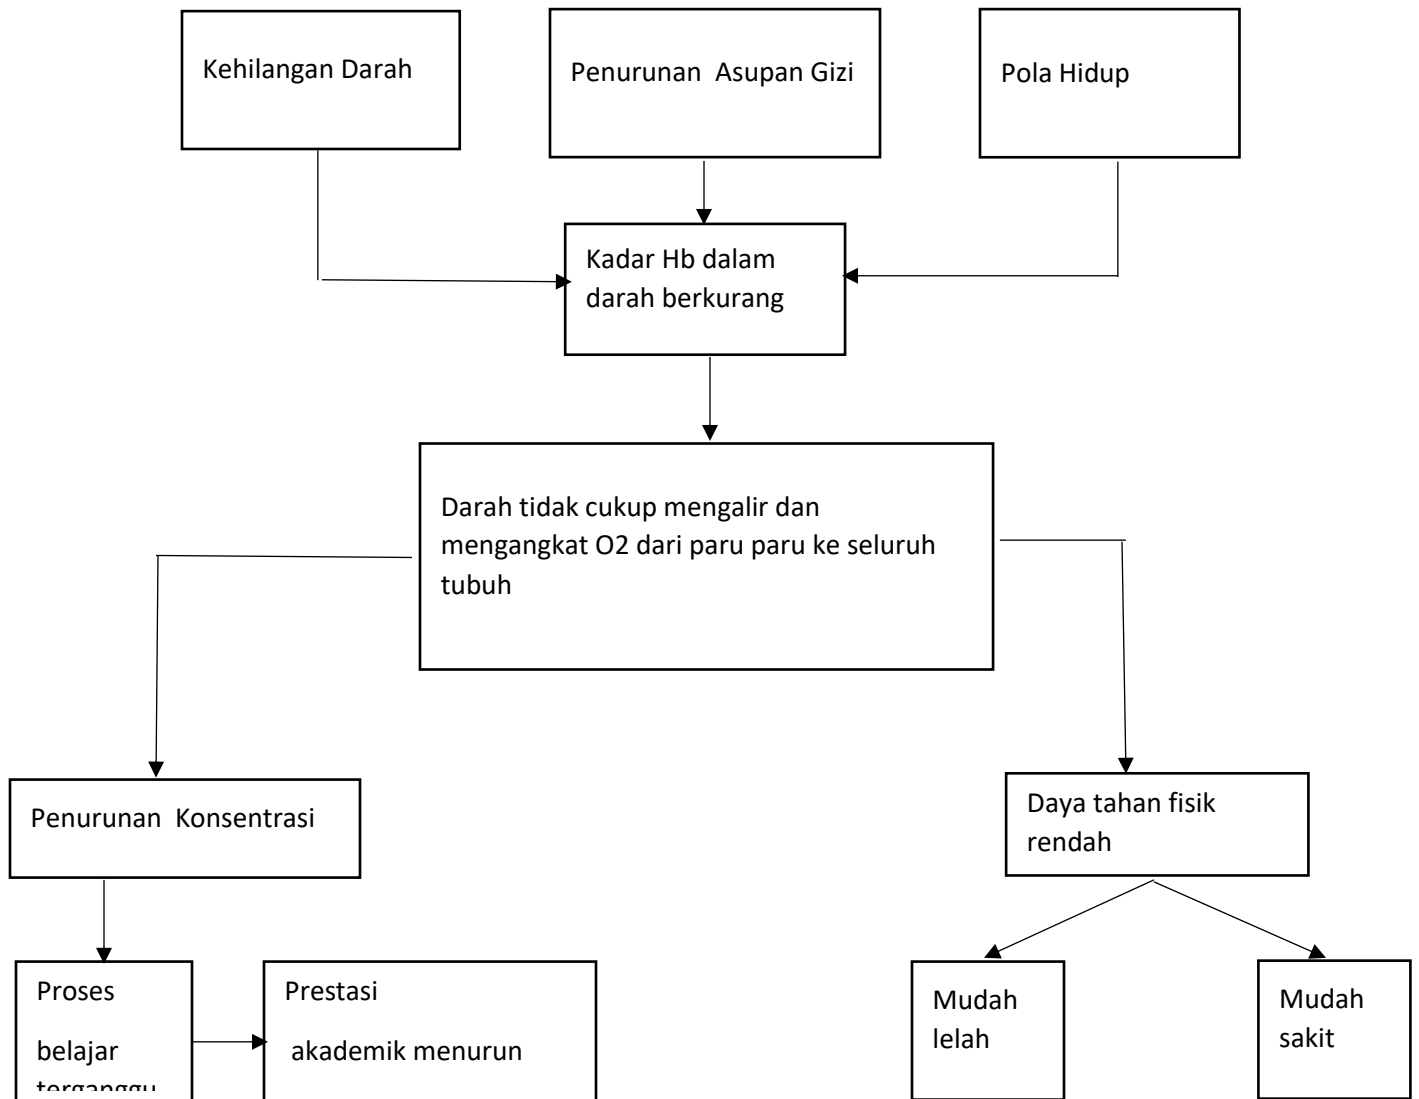 Kehilangan Darah
Penurunan Asupan Gizi
Pola Hidup
Kadar Hb dalam
darah berkurang
Darah tidak cukup mengalir dan
mengangkat O2 dari paru paru ke seluruh
tubuh
Penurunan Konsentrasi
Daya tahan fisik
rendah
Proses
belajar
terganggu
Prestasi
akademik menurun
Mudah
lelah
Mudah
sakit